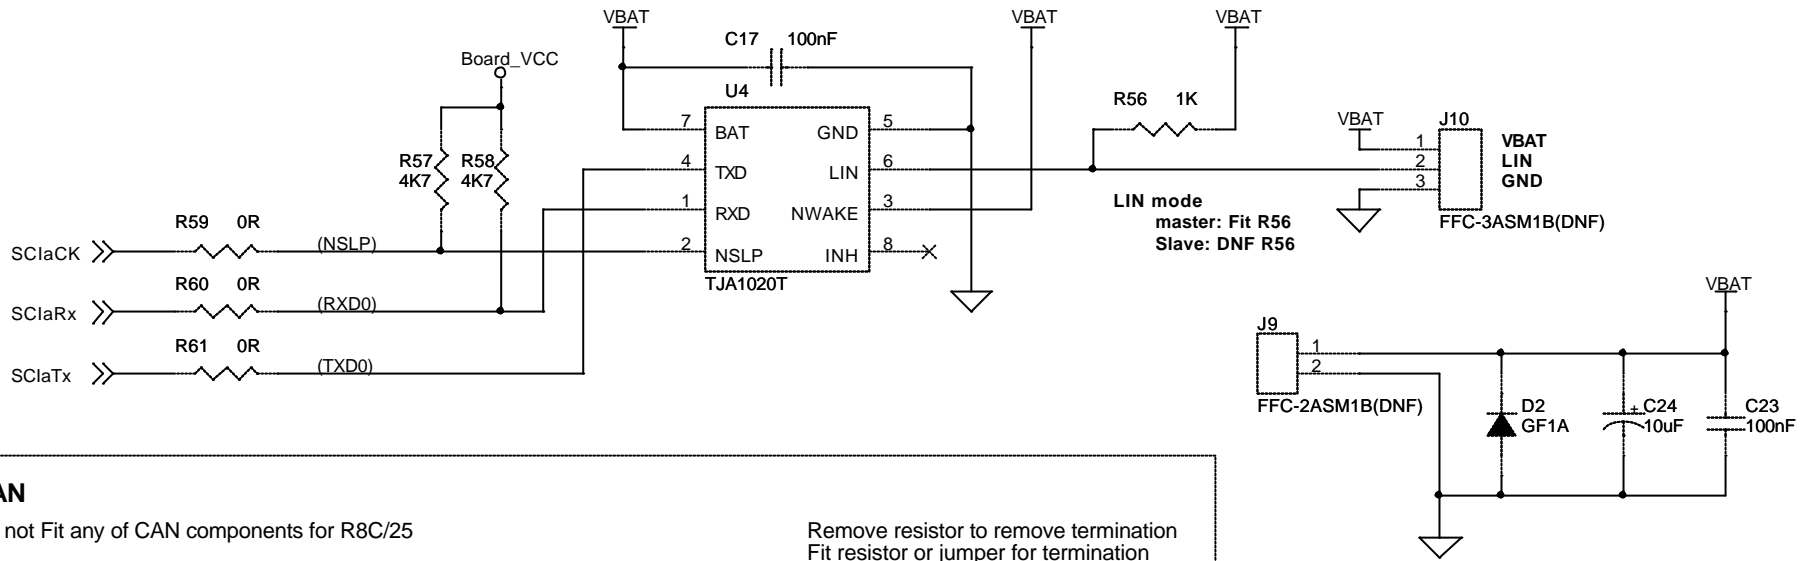 VBAT
VBAT
VBAT
C17 100nF
Board_VCC
U4
R56 1K
7 BAT GND 5
VBAT
J10
1 VBAT
2 LIN
3 GND
R57 4K7
R58 4K7
4 TXD LIN 6
1 RXD NWAKE 3
2 NSLP INH 8
TJA1020T
LIN mode
master: Fit R56
Slave: DNF R56
FFC-3ASM1B(DNF)
R59 0R
SCIaCK (NSLP)
R60 0R
SCIaRx (RXD0)
R61 0R
SCIaTx (TXD0)
VBAT
J9
1
2
FFC-2ASM1B(DNF)
D2
GF1A
+ C24
10uF
C23
100nF
AN
not Fit any of CAN components for R8C/25
Remove resistor to remove termination
Fit resistor or jumper for termination